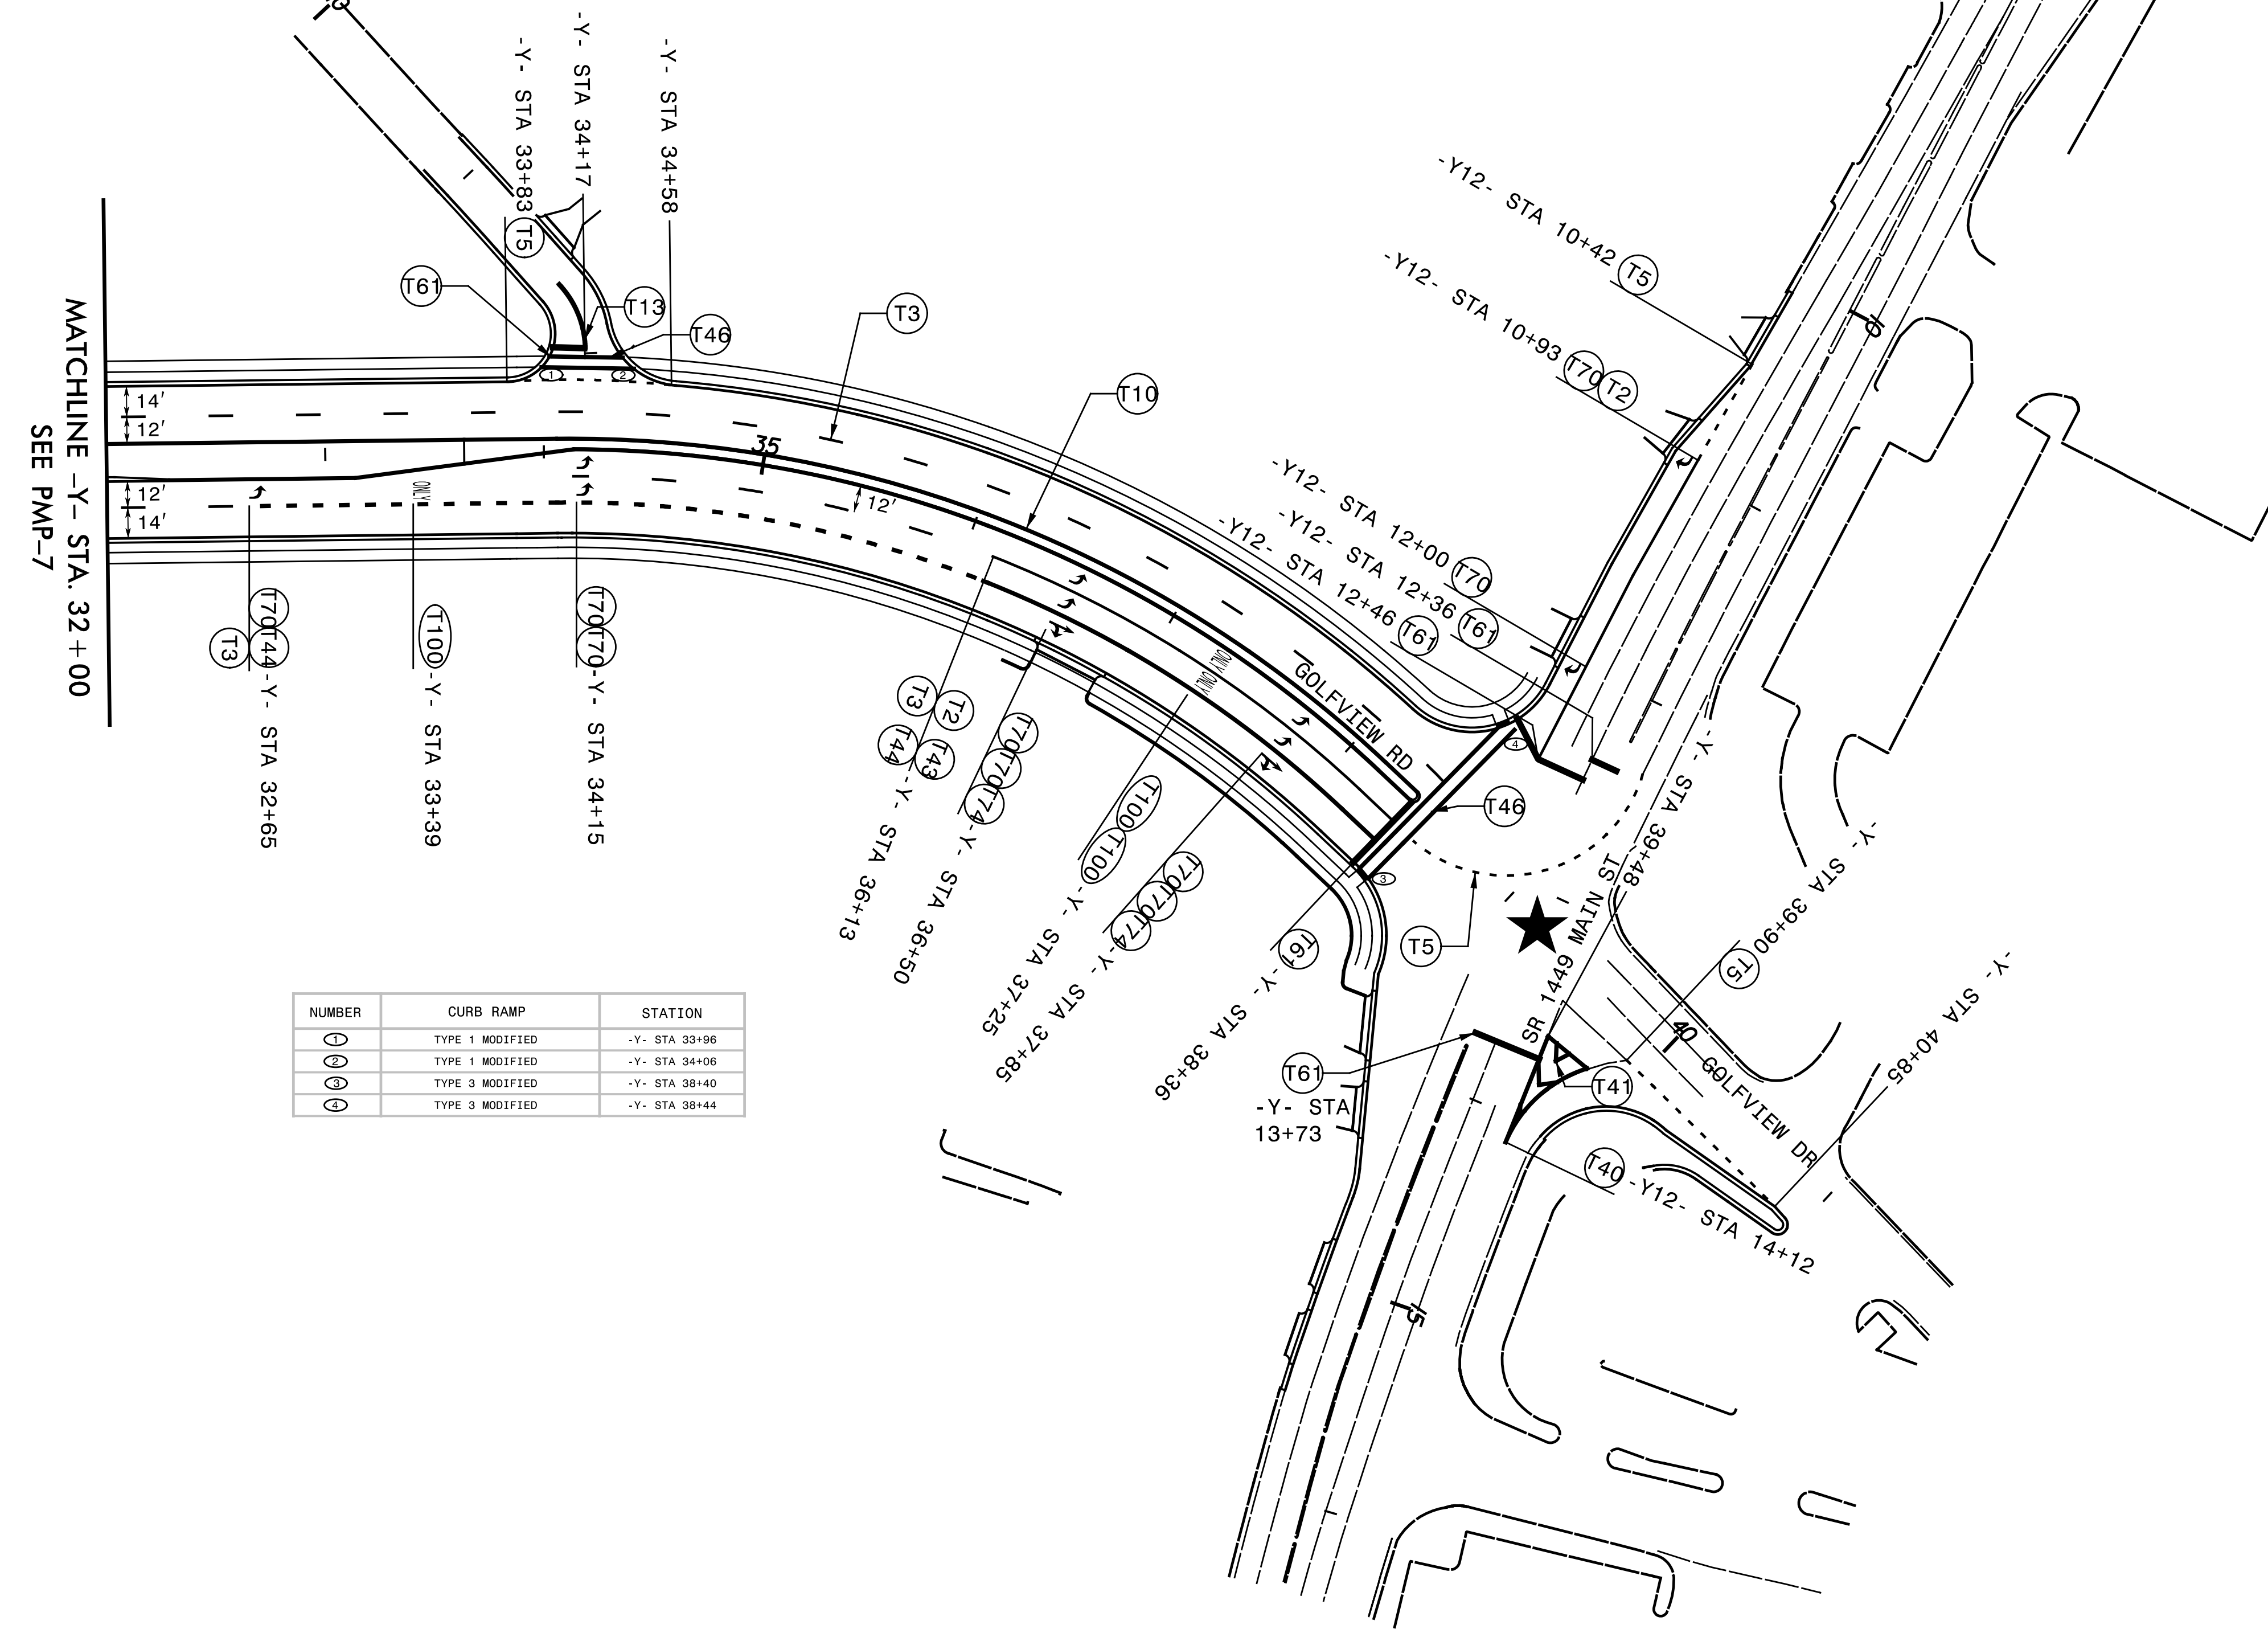 -Y- STA 33+83
T5
-Y- STA 34+17
-Y- STA 34+58
T61
T13
T46
T3
T10
-Y12- STA 10+42 T5
-Y12- STA 10+93 T70 T2
-Y12- STA 12+00 T70
-Y12- STA 12+36 T61
-Y12- STA 12+46 T61
10
MATCHLINE -Y- STA. 32+00
SEE PMP-7
14'
12'
12'
14'
1
2
35
12'
ONLY
ONLY
ONLY
GOLFVIEW RD
4
T46
3
T3
T70 T44 -Y- STA 32+65
T100 -Y- STA 33+39
T70 T70 -Y- STA 34+15
T3 T2
T44 T43
-Y- STA 36+13
T70 T70 T74 -Y- STA 36+50
T100 T100 -Y- STA 37+25
T70 T70 T74 -Y- STA 37+85
T61 -Y- STA 38+36
T5
SR 1449 MAIN ST
-Y- STA 39+48
T5 -Y- STA 39+90
-Y- STA 40+85
40
GOLFVIEW DR
T41
T61
-Y- STA
13+73
T40 -Y12- STA 14+12
15
NUMBER CURB RAMP STATION
1 TYPE 1 MODIFIED -Y- STA 33+96
2 TYPE 1 MODIFIED -Y- STA 34+06
3 TYPE 3 MODIFIED -Y- STA 38+40
4 TYPE 3 MODIFIED -Y- STA 38+44